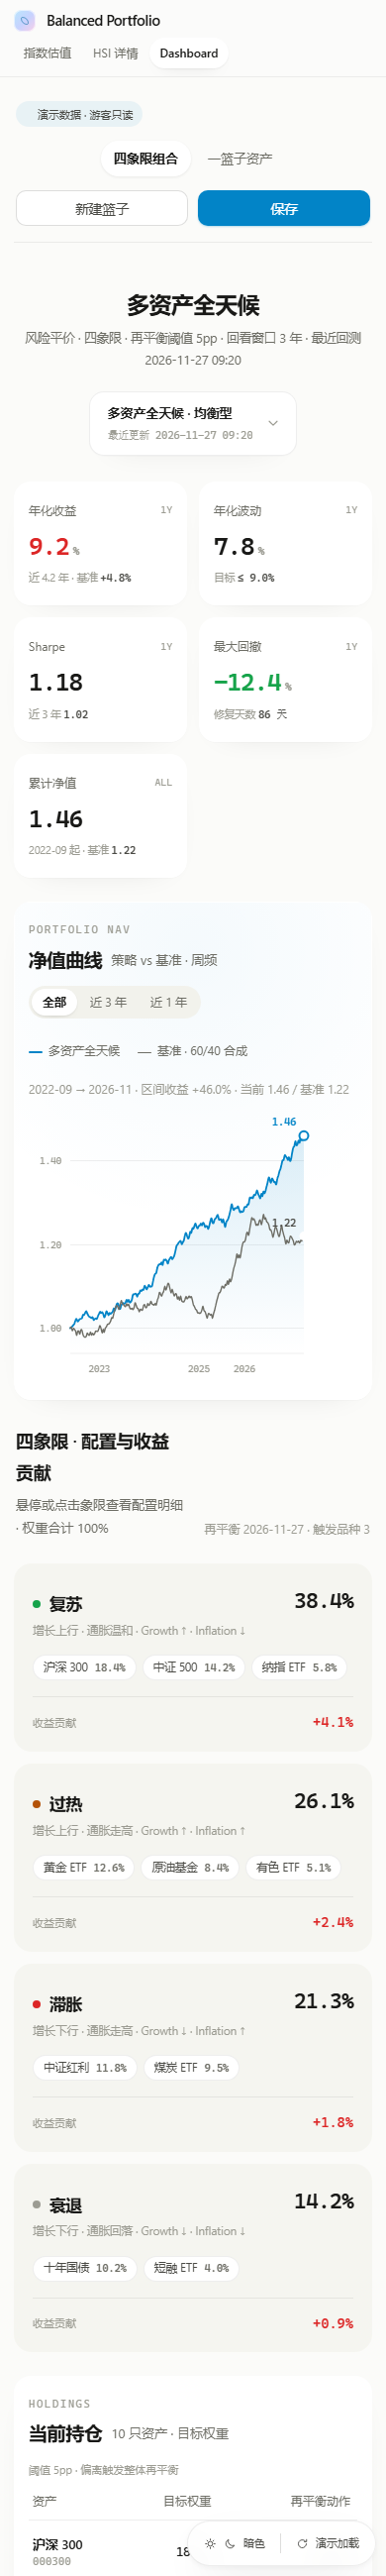 Balanced Portfolio
指数估值 HSI 详情 Dashboard
演示数据 · 游客只读
四象限组合 一篮子资产
新建篮子 保存
多资产全天候
风险平价 · 四象限 · 再平衡阈值 5pp · 回看窗口 3 年 · 最近回测
2026-11-27 09:20
多资产全天候 · 均衡型
最近更新 2026-11-27 09:20
年化收益 1Y
9.2%
近 4.2 年 · 基准 +4.8%
年化波动 1Y
7.8%
目标 ≤ 9.0%
Sharpe 1Y
1.18
近 3 年 1.02
最大回撤 1Y
−12.4%
修复天数 86 天
累计净值 ALL
1.46
2022-09 起 · 基准 1.22
PORTFOLIO NAV
净值曲线 策略 vs 基准 · 周频
全部 近 3 年 近 1 年
多资产全天候 基准 · 60/40 合成
2022-09 → 2026-11 · 区间收益 +46.0% · 当前 1.46 / 基准 1.22
1.46
1.40
1.22
1.20
1.00
2023 2025 2026
四象限 · 配置与收益
贡献
悬停或点击象限查看配置明细
· 权重合计 100%
再平衡 2026-11-27 · 触发品种 3
复苏 38.4%
增长上行 · 通胀温和 · Growth ↑ · Inflation ↓
沪深 300 18.4% 中证 500 14.2% 纳指 ETF 5.8%
收益贡献 +4.1%
过热 26.1%
增长上行 · 通胀走高 · Growth ↑ · Inflation ↑
黄金 ETF 12.6% 原油基金 8.4% 有色 ETF 5.1%
收益贡献 +2.4%
滞胀 21.3%
增长下行 · 通胀走高 · Growth ↓ · Inflation ↑
中证红利 11.8% 煤炭 ETF 9.5%
收益贡献 +1.8%
衰退 14.2%
增长下行 · 通胀回落 · Growth ↓ · Inflation ↓
十年国债 10.2% 短融 ETF 4.0%
收益贡献 +0.9%
HOLDINGS
当前持仓 10 只资产 · 目标权重
阈值 5pp · 偏离触发整体再平衡
资产 目标权重 再平衡动作
沪深 300
000300
暗色 演示加载